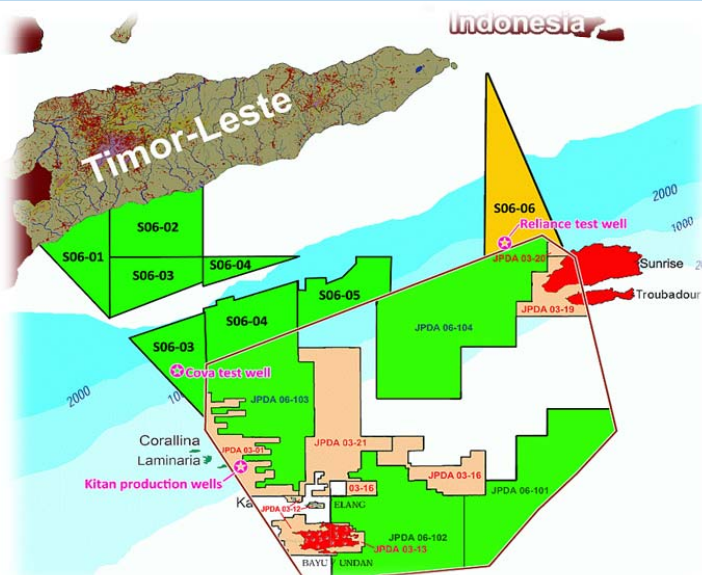 Indonesia
Timor-Leste
S06-06
2000
Reliance test well
1000
S06-02
S06-01
S06-03
S06-04
JPDA 03-20
Sunrise
Troubadour
S06-05
JPDA 03-19
S06-04
JPDA 06-104
S06-03
Cova test well
2000
JPDA 06-103
Corallina
Laminaria
JPDA 03-01
JPDA 03-21
Kitan production wells
JPDA 03-16
03-16
JPDA 06-101
Ka
JPDA 03-12
ELANG
JPDA 06-102
JPDA 03-13
BAYU
UNDAN